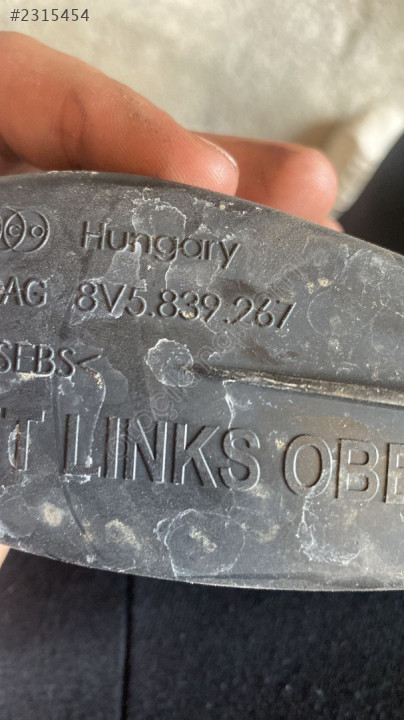 #2315454
Hungary
AG 8V5.839.267
SEBS<
T LINKS OBE